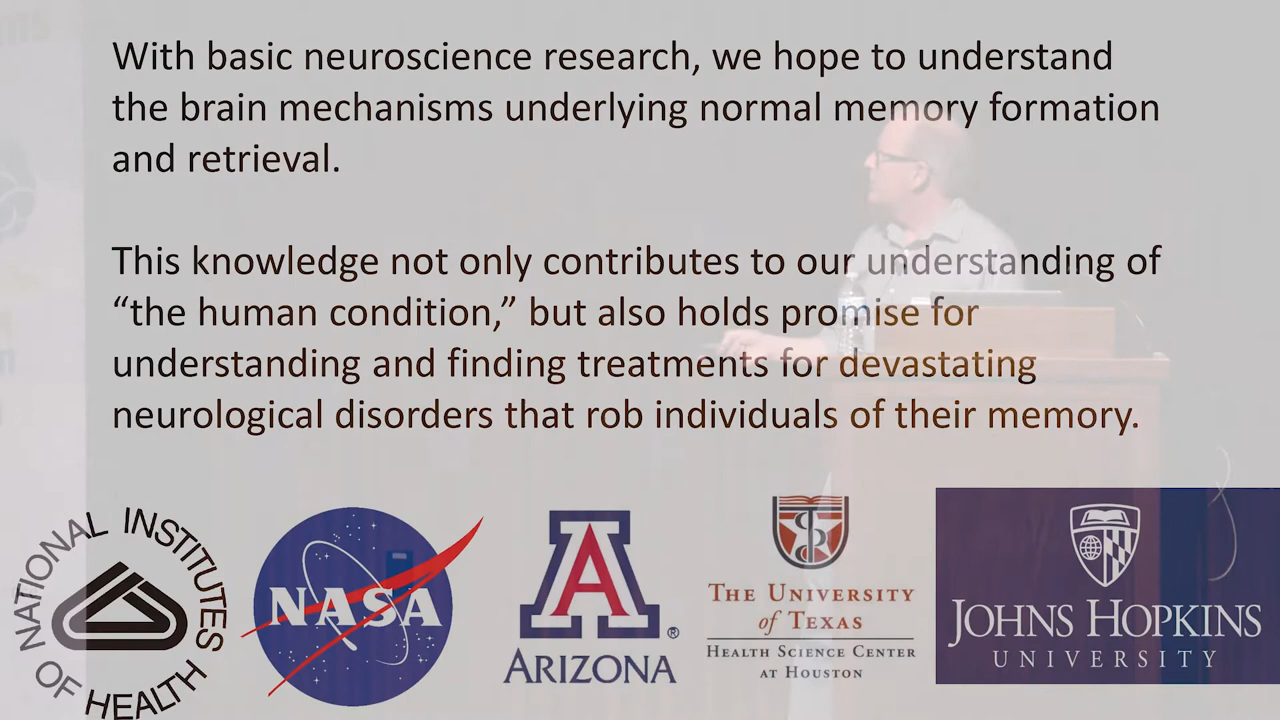 With basic neuroscience research, we hope to understand
the brain mechanisms underlying normal memory formation
and retrieval.
This knowledge not only contributes to our understanding of
“the human condition,” but also holds promise for
understanding and finding treatments for devastating
neurological disorders that rob individuals of their memory.
NATIONAL INSTITUTES
OF HEALTH
NASA
A
®
ARIZONA
THE UNIVERSITY
of TEXAS
HEALTH SCIENCE CENTER
AT HOUSTON
JOHNS HOPKINS
UNIVERSITY